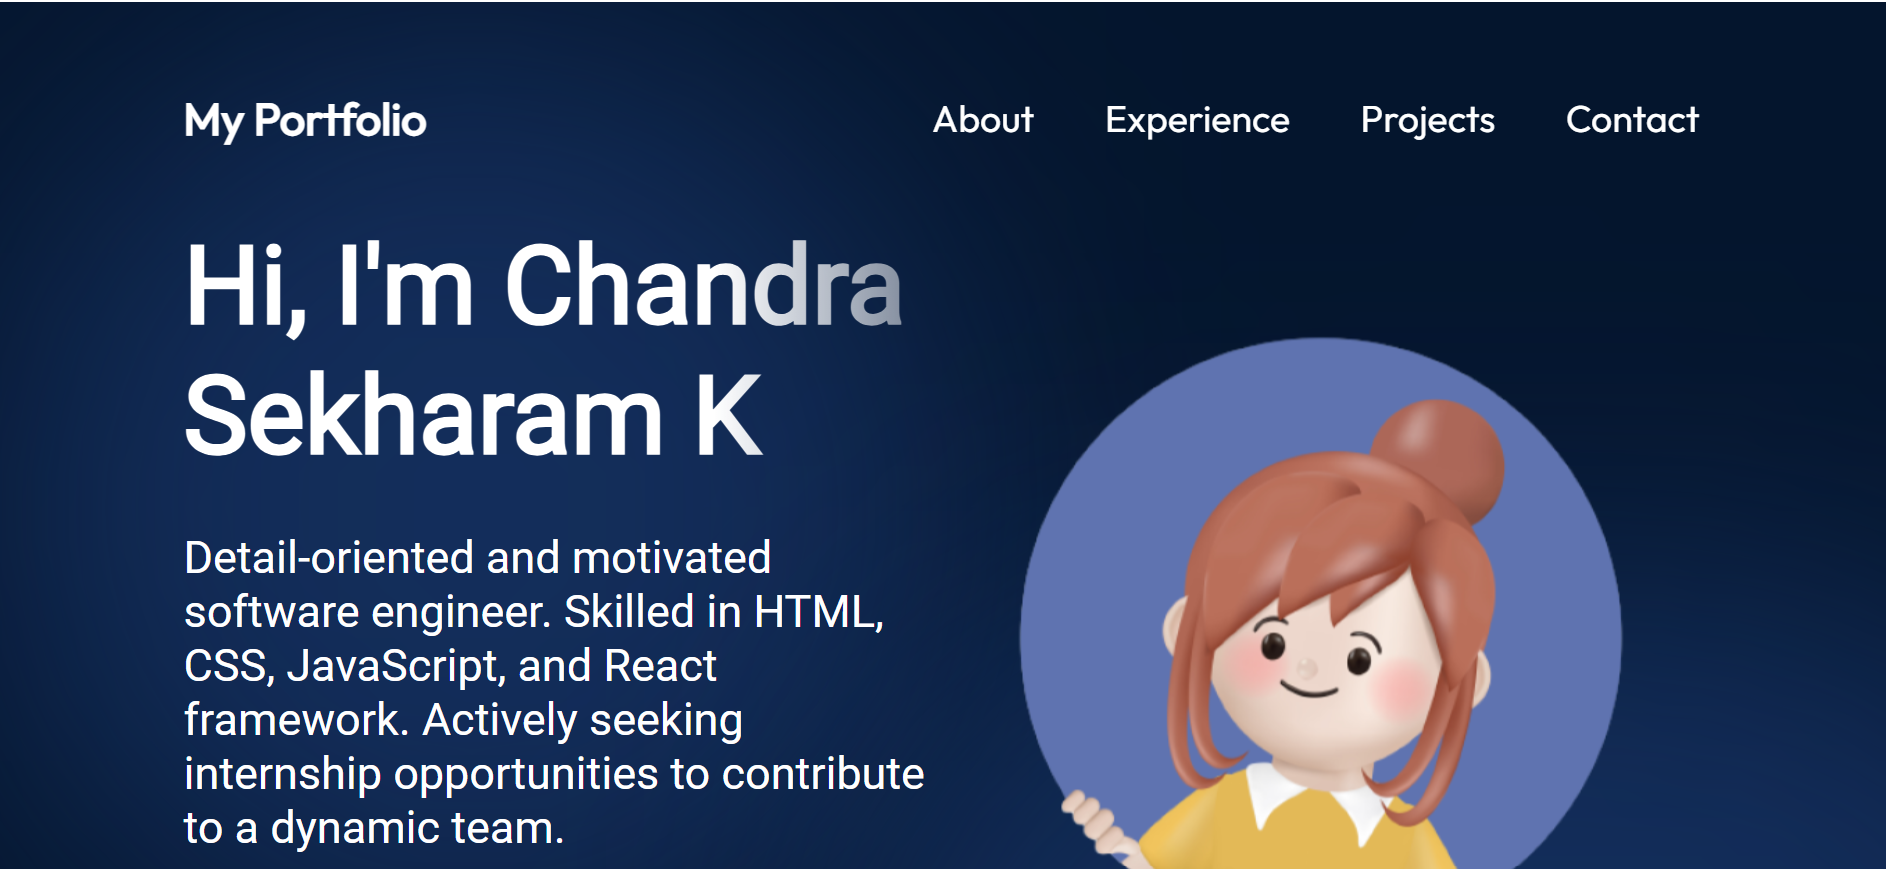 My Portfolio
About Experience Projects Contact
Hi, I'm Chandra
Sekharam K
Detail-oriented and motivated
software engineer. Skilled in HTML,
CSS, JavaScript, and React
framework. Actively seeking
internship opportunities to contribute
to a dynamic team.